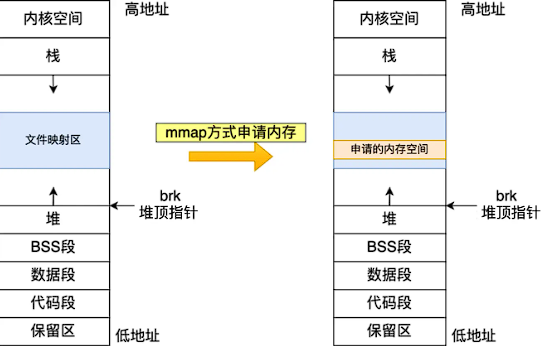 高地址
内核空间
栈
文件映射区
brk
堆顶指针
堆
BSS段
数据段
代码段
保留区
低地址
mmap方式申请内存
高地址
内核空间
栈
申请的内存空间
brk
堆顶指针
堆
BSS段
数据段
代码段
保留区
低地址